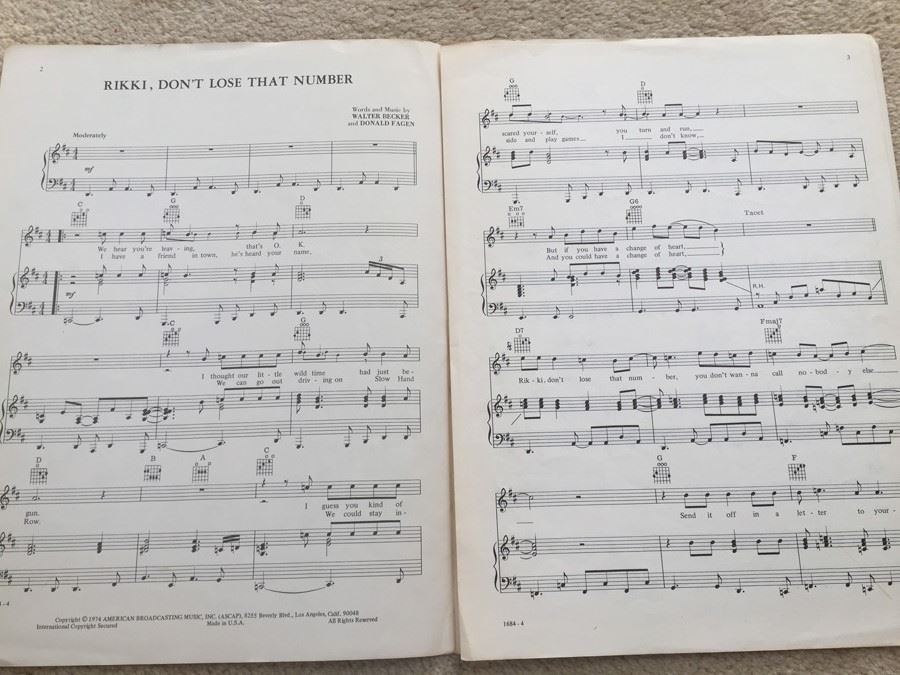 2
RIKKI, DON'T LOSE THAT NUMBER
Words and Music by
WALTER BECKER
and DONALD FAGEN
Moderately
mf
C G D
We hear you're leav - ing, that's O. K.
I have a friend in town, he's heard your name.
mf
3
C G
I thought our lit - tle wild time had just be-
We can go out driv - ing on Slow Hand
D B A C
gun. I guess you kind of
Row. We could stay in-
4 - 4
Copyright © 1974 AMERICAN BROADCASTING MUSIC, INC. (ASCAP), 8255 Beverly Blvd., Los Angeles, Calif. 90048
International Copyright Secured Made in U.S.A. All Rights Reserved
3
G D
scared your - self, you turn and run,
side and play games I don't know,
Em7 G6 Tacet
But if you have a change of heart,
And you could have a change of heart,
R.H.
D7 Fmaj7
5
Rik - ki, don't lose that num - ber, you don't wan - na call no - bod - y else
G F
Send it off in a let - ter to your-
1684 - 4